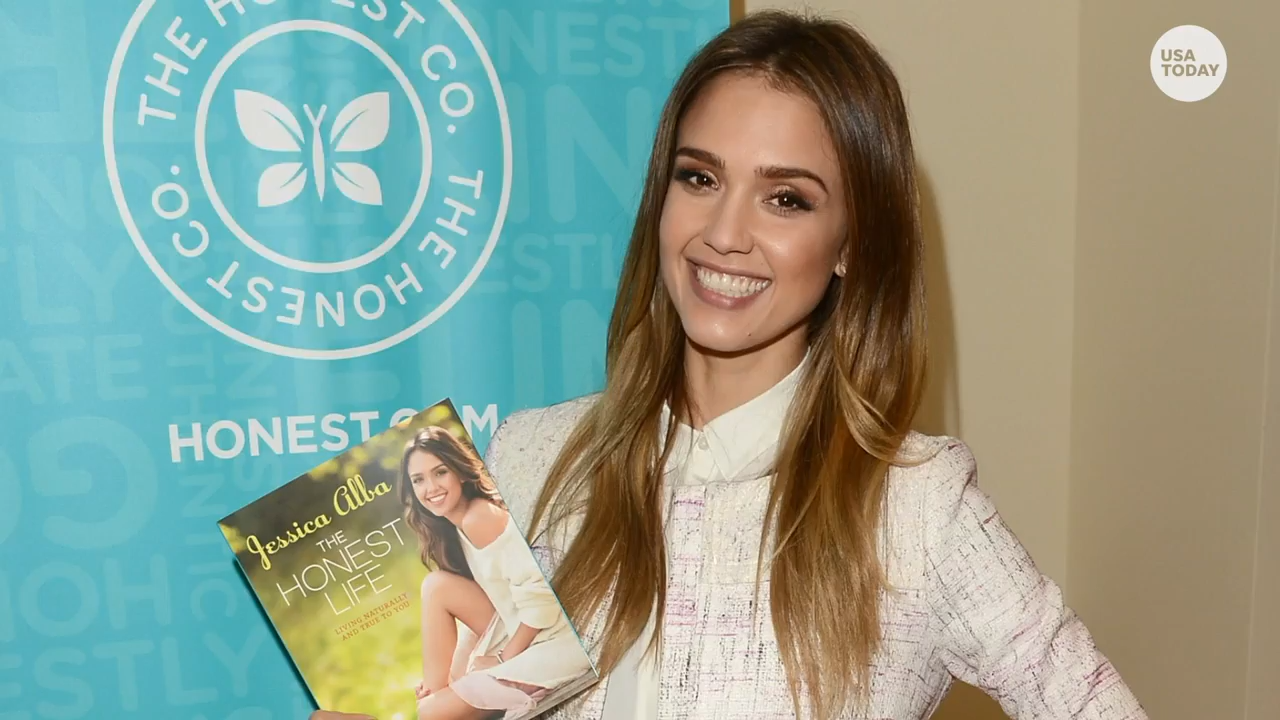 THE HONEST CO. THE HONEST CO.
USA
TODAY
HONEST.COM
Jessica Alba
THE
HONEST
LIFE
LIVING NATURALLY
AND TRUE TO YOU